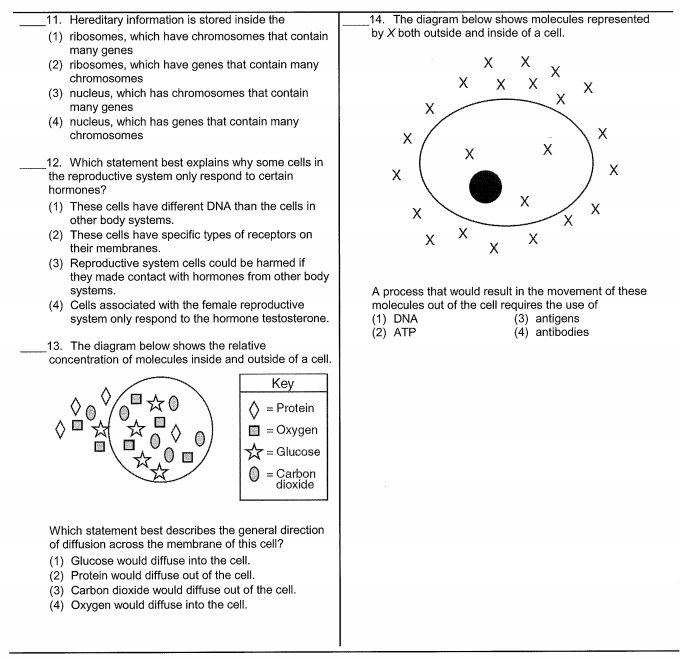 _____11. Hereditary information is stored inside the
(1) ribosomes, which have chromosomes that contain
many genes
(2) ribosomes, which have genes that contain many
chromosomes
(3) nucleus, which has chromosomes that contain
many genes
(4) nucleus, which has genes that contain many
chromosomes
_____12. Which statement best explains why some cells in
the reproductive system only respond to certain
hormones?
(1) These cells have different DNA than the cells in
other body systems.
(2) These cells have specific types of receptors on
their membranes.
(3) Reproductive system cells could be harmed if
they made contact with hormones from other body
systems.
(4) Cells associated with the female reproductive
system only respond to the hormone testosterone.
_____13. The diagram below shows the relative
concentration of molecules inside and outside of a cell.
Key
= Protein
= Oxygen
= Glucose
= Carbon
dioxide
Which statement best describes the general direction
of diffusion across the membrane of this cell?
(1) Glucose would diffuse into the cell.
(2) Protein would diffuse out of the cell.
(3) Carbon dioxide would diffuse out of the cell.
(4) Oxygen would diffuse into the cell.
_____14. The diagram below shows molecules represented
by X both outside and inside of a cell.
X X X
X X X X X
X
X X
X X
X X
X
X X X
X X X
X
A process that would result in the movement of these
molecules out of the cell requires the use of
(1) DNA (3) antigens
(2) ATP (4) antibodies